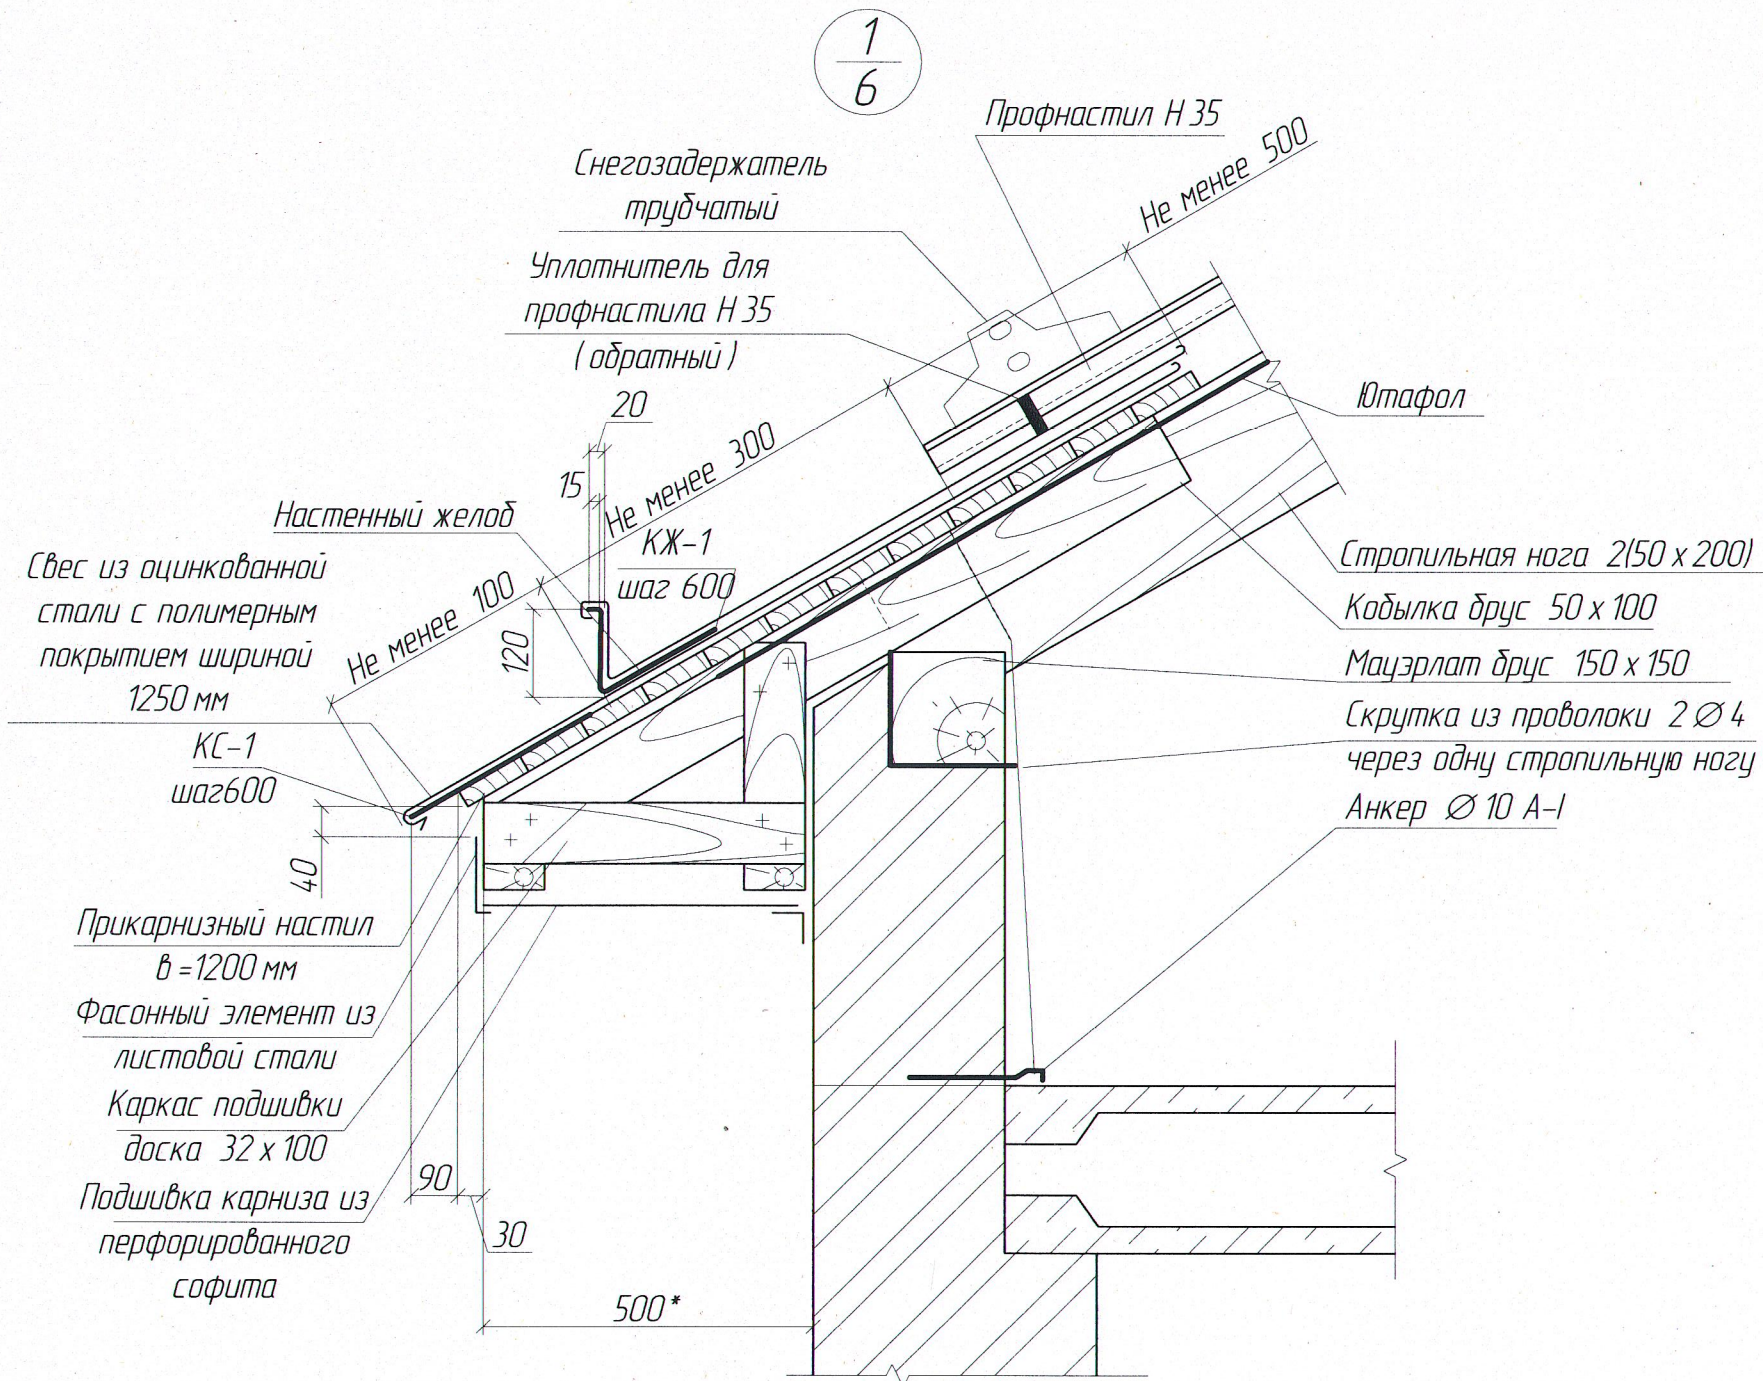 1
6
Профнастил Н 35
Не менее 500
Снегозадержатель
трубчатый
Уплотнитель для
профнастила Н 35
(обратный)
20
15
Не менее 300
Ютафол
Настенный желоб
КЖ-1
шаг 600
Не менее 100
120
Свес из оцинкованной
стали с полимерным
покрытием шириной
1250 мм
КС-1
шаг600
40
Стропильная нога 2(50 х 200)
Кобылка брус 50 х 100
Мауэрлат брус 150 х 150
Скрутка из проволоки 2 Ø 4
через одну стропильную ногу
Анкер Ø 10 А-I
Прикарнизный настил
в =1200 мм
Фасонный элемент из
листовой стали
Каркас подшивки
доска 32 х 100
Подшивка карниза из
перфорированного
софита
90
30
500*